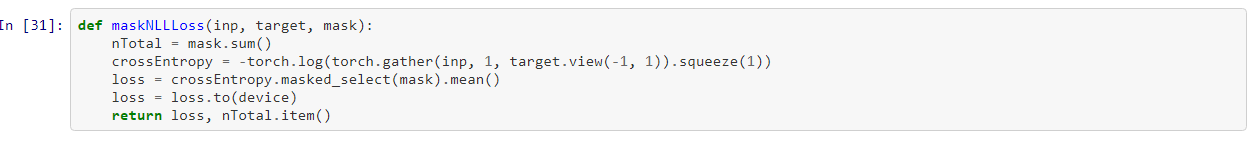 In [31]: def maskNLLLoss(inp, target, mask):
    nTotal = mask.sum()
    crossEntropy = -torch.log(torch.gather(inp, 1, target.view(-1, 1)).squeeze(1))
    loss = crossEntropy.masked_select(mask).mean()
    loss = loss.to(device)
    return loss, nTotal.item()